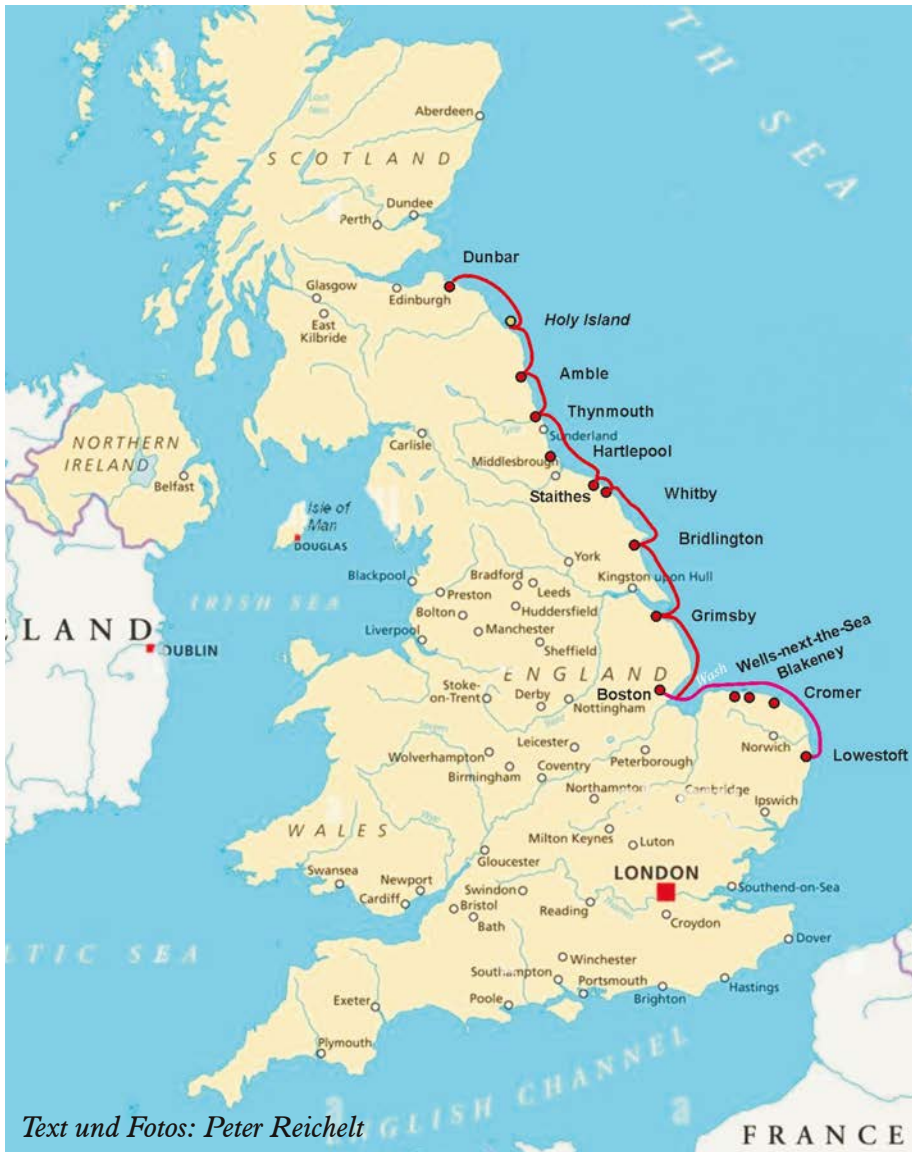 TH SEA
Aberdeen
SCOTLAND
Dundee
Perth
Dunbar
Glasgow
Edinburgh
East
Kilbride
Holy Island
Amble
Thynmouth
Tyne
Sunderland
NORTHERN
IRELAND
Carlisle
Hartlepool
Middlesbrough
Belfast
Staithes
Whitby
Isle of
Man
DOUGLAS
Bridlington
York
Blackpool
Bradford
Leeds
Kingston upon Hull
Preston
IRISH SEA
Bolton
Huddersfield
Grimsby
LAND
Liverpool
Manchester
DUBLIN
Sheffield
Wash
Wells-next-the-Sea
Blakeney
ENGLAND
Stoke-
on-Trent
Derby
Nottingham
Boston
Cromer
Norwich
Leicester
Lowestoft
Wolverhampton
Peterborough
Birmingham
Coventry
Northampton
Cambridge
Ipswich
WALES
Milton Keynes
Luton
Gloucester
Swansea
Newport
LONDON
Cardiff
Swindon
Southend-on-Sea
Bristol
Reading
Thames
Bath
Croydon
Dover
TIC SEA
Winchester
Southampton
Portsmouth
Hastings
Exeter
Poole
Brighton
Plymouth
ENGLISH CHANNEL
Text und Fotos: Peter Reichelt
FRANCE